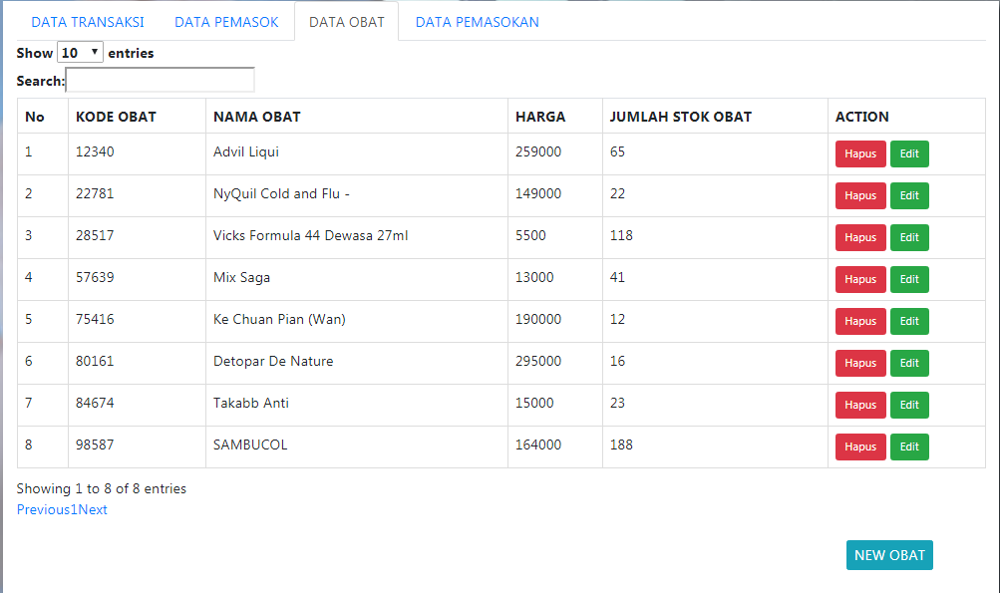 DATA TRANSAKSI DATA PEMASOK DATA OBAT DATA PEMASOKAN
Show 10 entries
Search:
No KODE OBAT NAMA OBAT HARGA JUMLAH STOK OBAT ACTION
1 12340 Advil Liqui 259000 65 Hapus Edit
2 22781 NyQuil Cold and Flu - 149000 22 Hapus Edit
3 28517 Vicks Formula 44 Dewasa 27ml 5500 118 Hapus Edit
4 57639 Mix Saga 13000 41 Hapus Edit
5 75416 Ke Chuan Pian (Wan) 190000 12 Hapus Edit
6 80161 Detopar De Nature 295000 16 Hapus Edit
7 84674 Takabb Anti 15000 23 Hapus Edit
8 98587 SAMBUCOL 164000 188 Hapus Edit
Showing 1 to 8 of 8 entries
Previous1Next
NEW OBAT